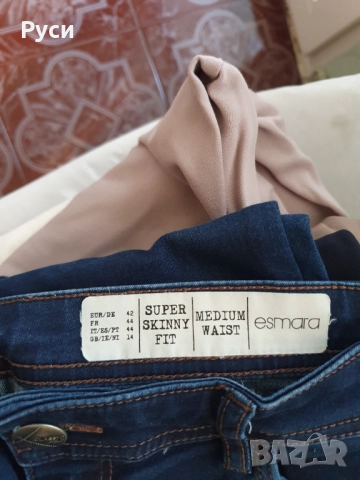 Руси
EUR/DE 42
FR 44
IT/ES/PT 44
GB/IE/NI 14
SUPER
SKINNY
FIT
MEDIUM
WAIST
esmara
BAZAR